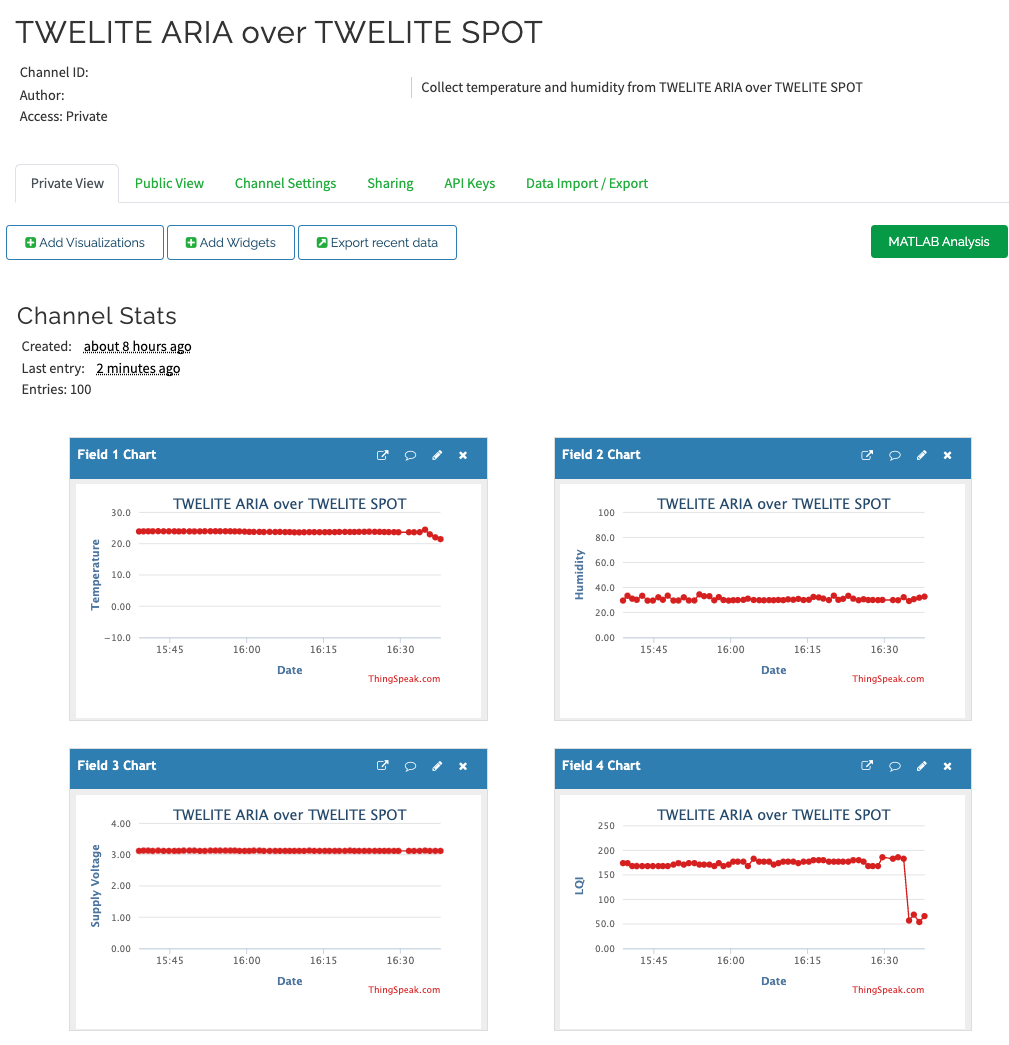 TWELITE ARIA over TWELITE SPOT
Channel ID:
Author:
Access: Private
Collect temperature and humidity from TWELITE ARIA over TWELITE SPOT
Private View Public View Channel Settings Sharing API Keys Data Import / Export
Add Visualizations Add Widgets Export recent data MATLAB Analysis
Channel Stats
Created: about 8 hours ago
Last entry: 2 minutes ago
Entries: 100
Field 1 Chart
TWELITE ARIA over TWELITE SPOT
Temperature
30.0
20.0
10.0
0.00
−10.0
15:45 16:00 16:15 16:30
Date
ThingSpeak.com
Field 2 Chart
TWELITE ARIA over TWELITE SPOT
Humidity
100
80.0
60.0
40.0
20.0
0.00
15:45 16:00 16:15 16:30
Date
ThingSpeak.com
Field 3 Chart
TWELITE ARIA over TWELITE SPOT
Supply Voltage
4.00
3.00
2.00
1.00
0.00
15:45 16:00 16:15 16:30
Date
ThingSpeak.com
Field 4 Chart
TWELITE ARIA over TWELITE SPOT
LQI
250
200
150
100
50.0
0.00
15:45 16:00 16:15 16:30
Date
ThingSpeak.com